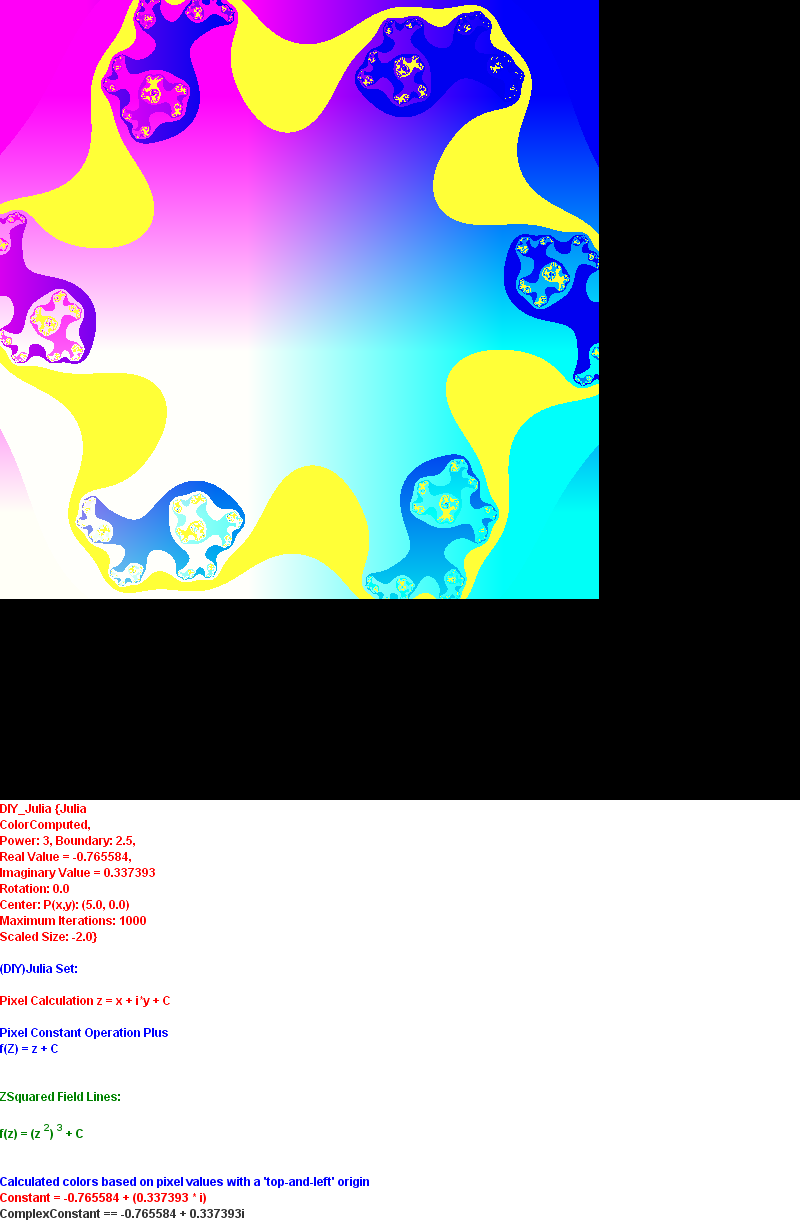 DIY_Julia {Julia
ColorComputed,
Power: 3, Boundary: 2.5,
Real Value = -0.765584,
Imaginary Value = 0.337393
Rotation: 0.0
Center: P(x,y): (5.0, 0.0)
Maximum Iterations: 1000
Scaled Size: -2.0}
(DIY)Julia Set:
Pixel Calculation z = x + i*y + C
Pixel Constant Operation Plus
f(Z) = z + C
ZSquared Field Lines:
f(z) = (z ²) ³ + C
Calculated colors based on pixel values with a 'top-and-left' origin
Constant = -0.765584 + (0.337393 * i)
ComplexConstant == -0.765584 + 0.337393i